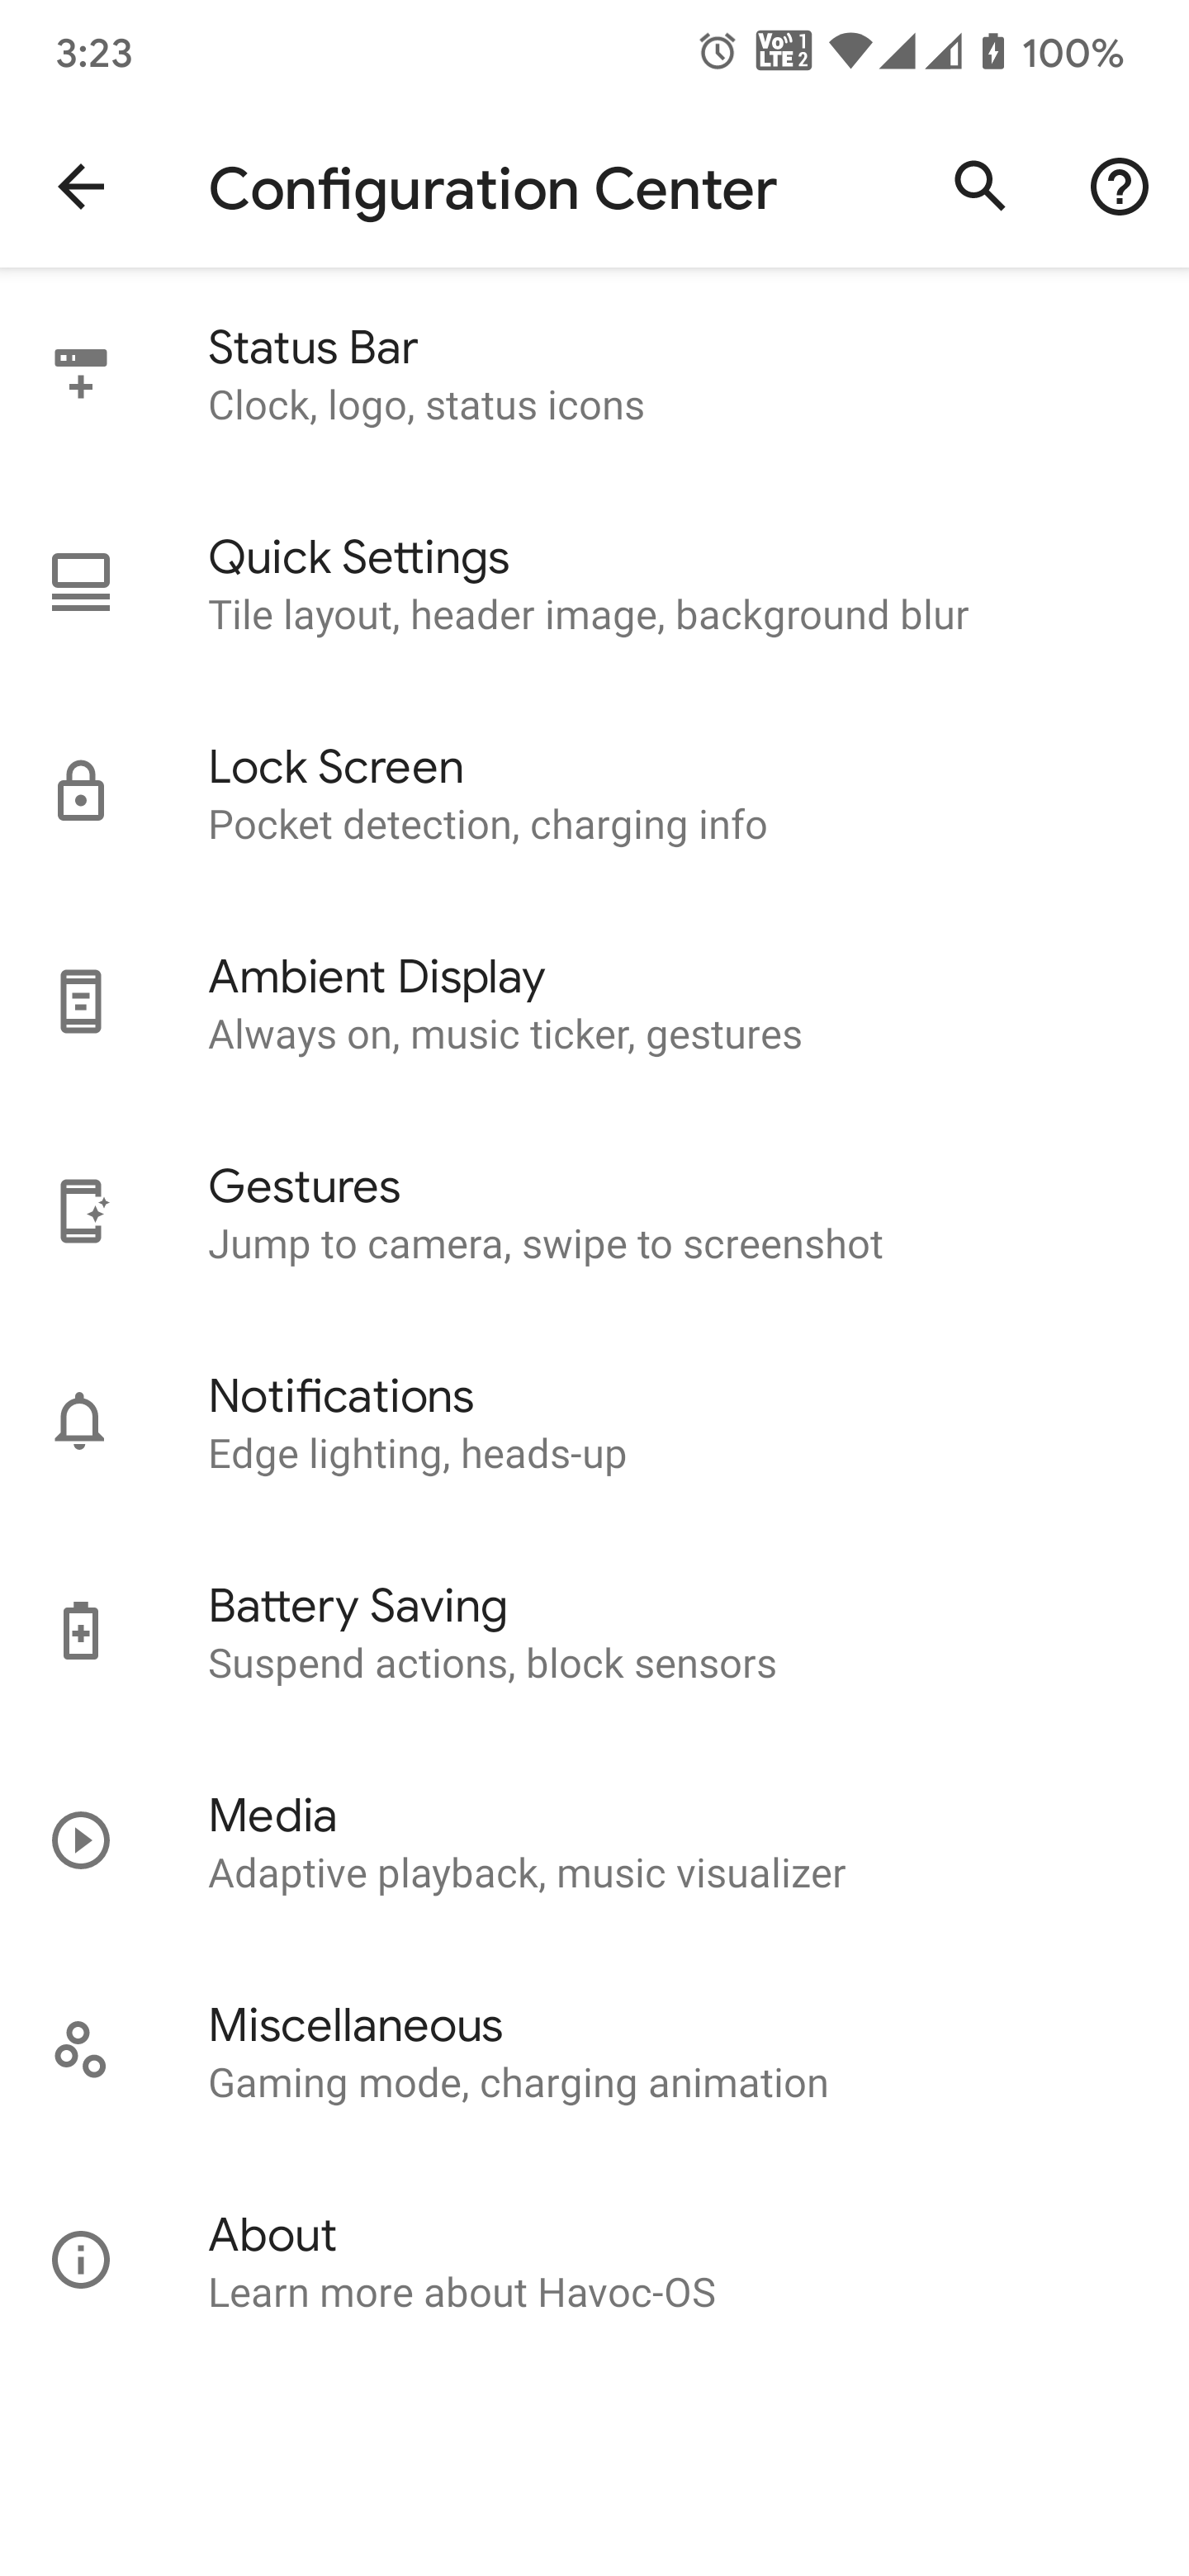 3:23 Vo)) 1 LTE 2 100%
Configuration Center
Status Bar
Clock, logo, status icons
Quick Settings
Tile layout, header image, background blur
Lock Screen
Pocket detection, charging info
Ambient Display
Always on, music ticker, gestures
Gestures
Jump to camera, swipe to screenshot
Notifications
Edge lighting, heads-up
Battery Saving
Suspend actions, block sensors
Media
Adaptive playback, music visualizer
Miscellaneous
Gaming mode, charging animation
About
Learn more about Havoc-OS